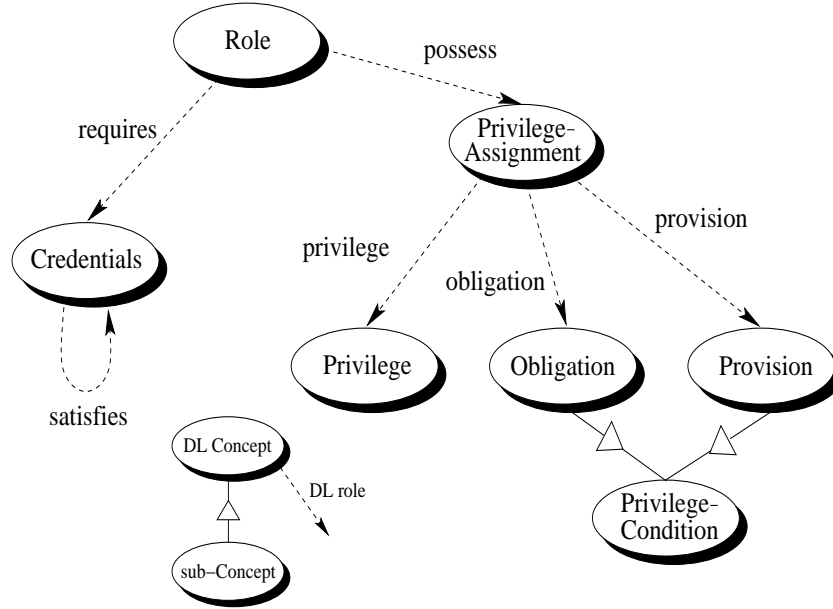 Role
possess
requires
Privilege-
Assignment
provision
Credentials
privilege
obligation
Privilege
Obligation
Provision
satisfies
DL Concept
DL role
Privilege-
Condition
sub-Concept